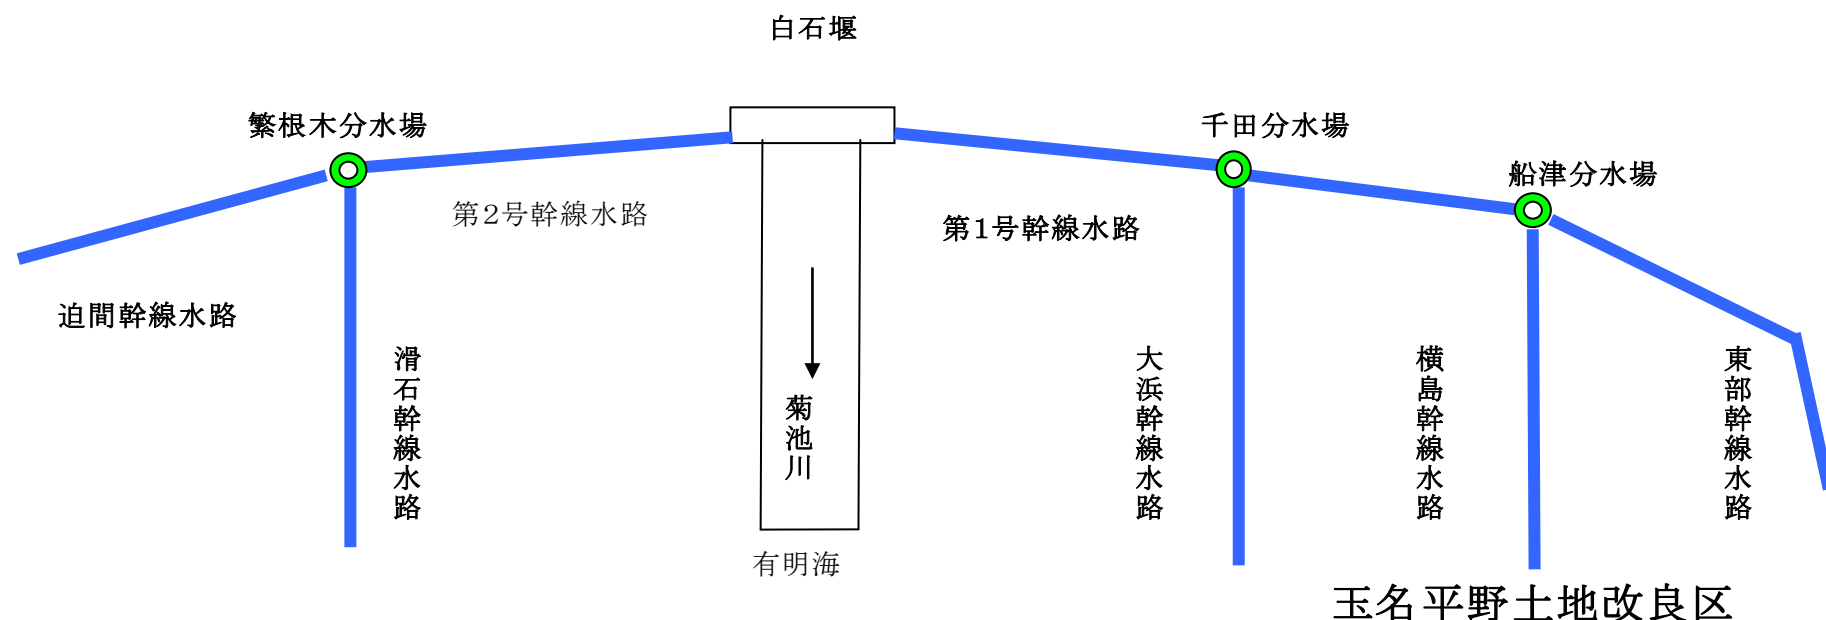 白石堰
繁根木分水場
千田分水場
船津分水場
第2号幹線水路
第1号幹線水路
迫間幹線水路
滑石幹線水路
菊池川
大浜幹線水路
横島幹線水路
東部幹線水路
有明海
玉名平野土地改良区